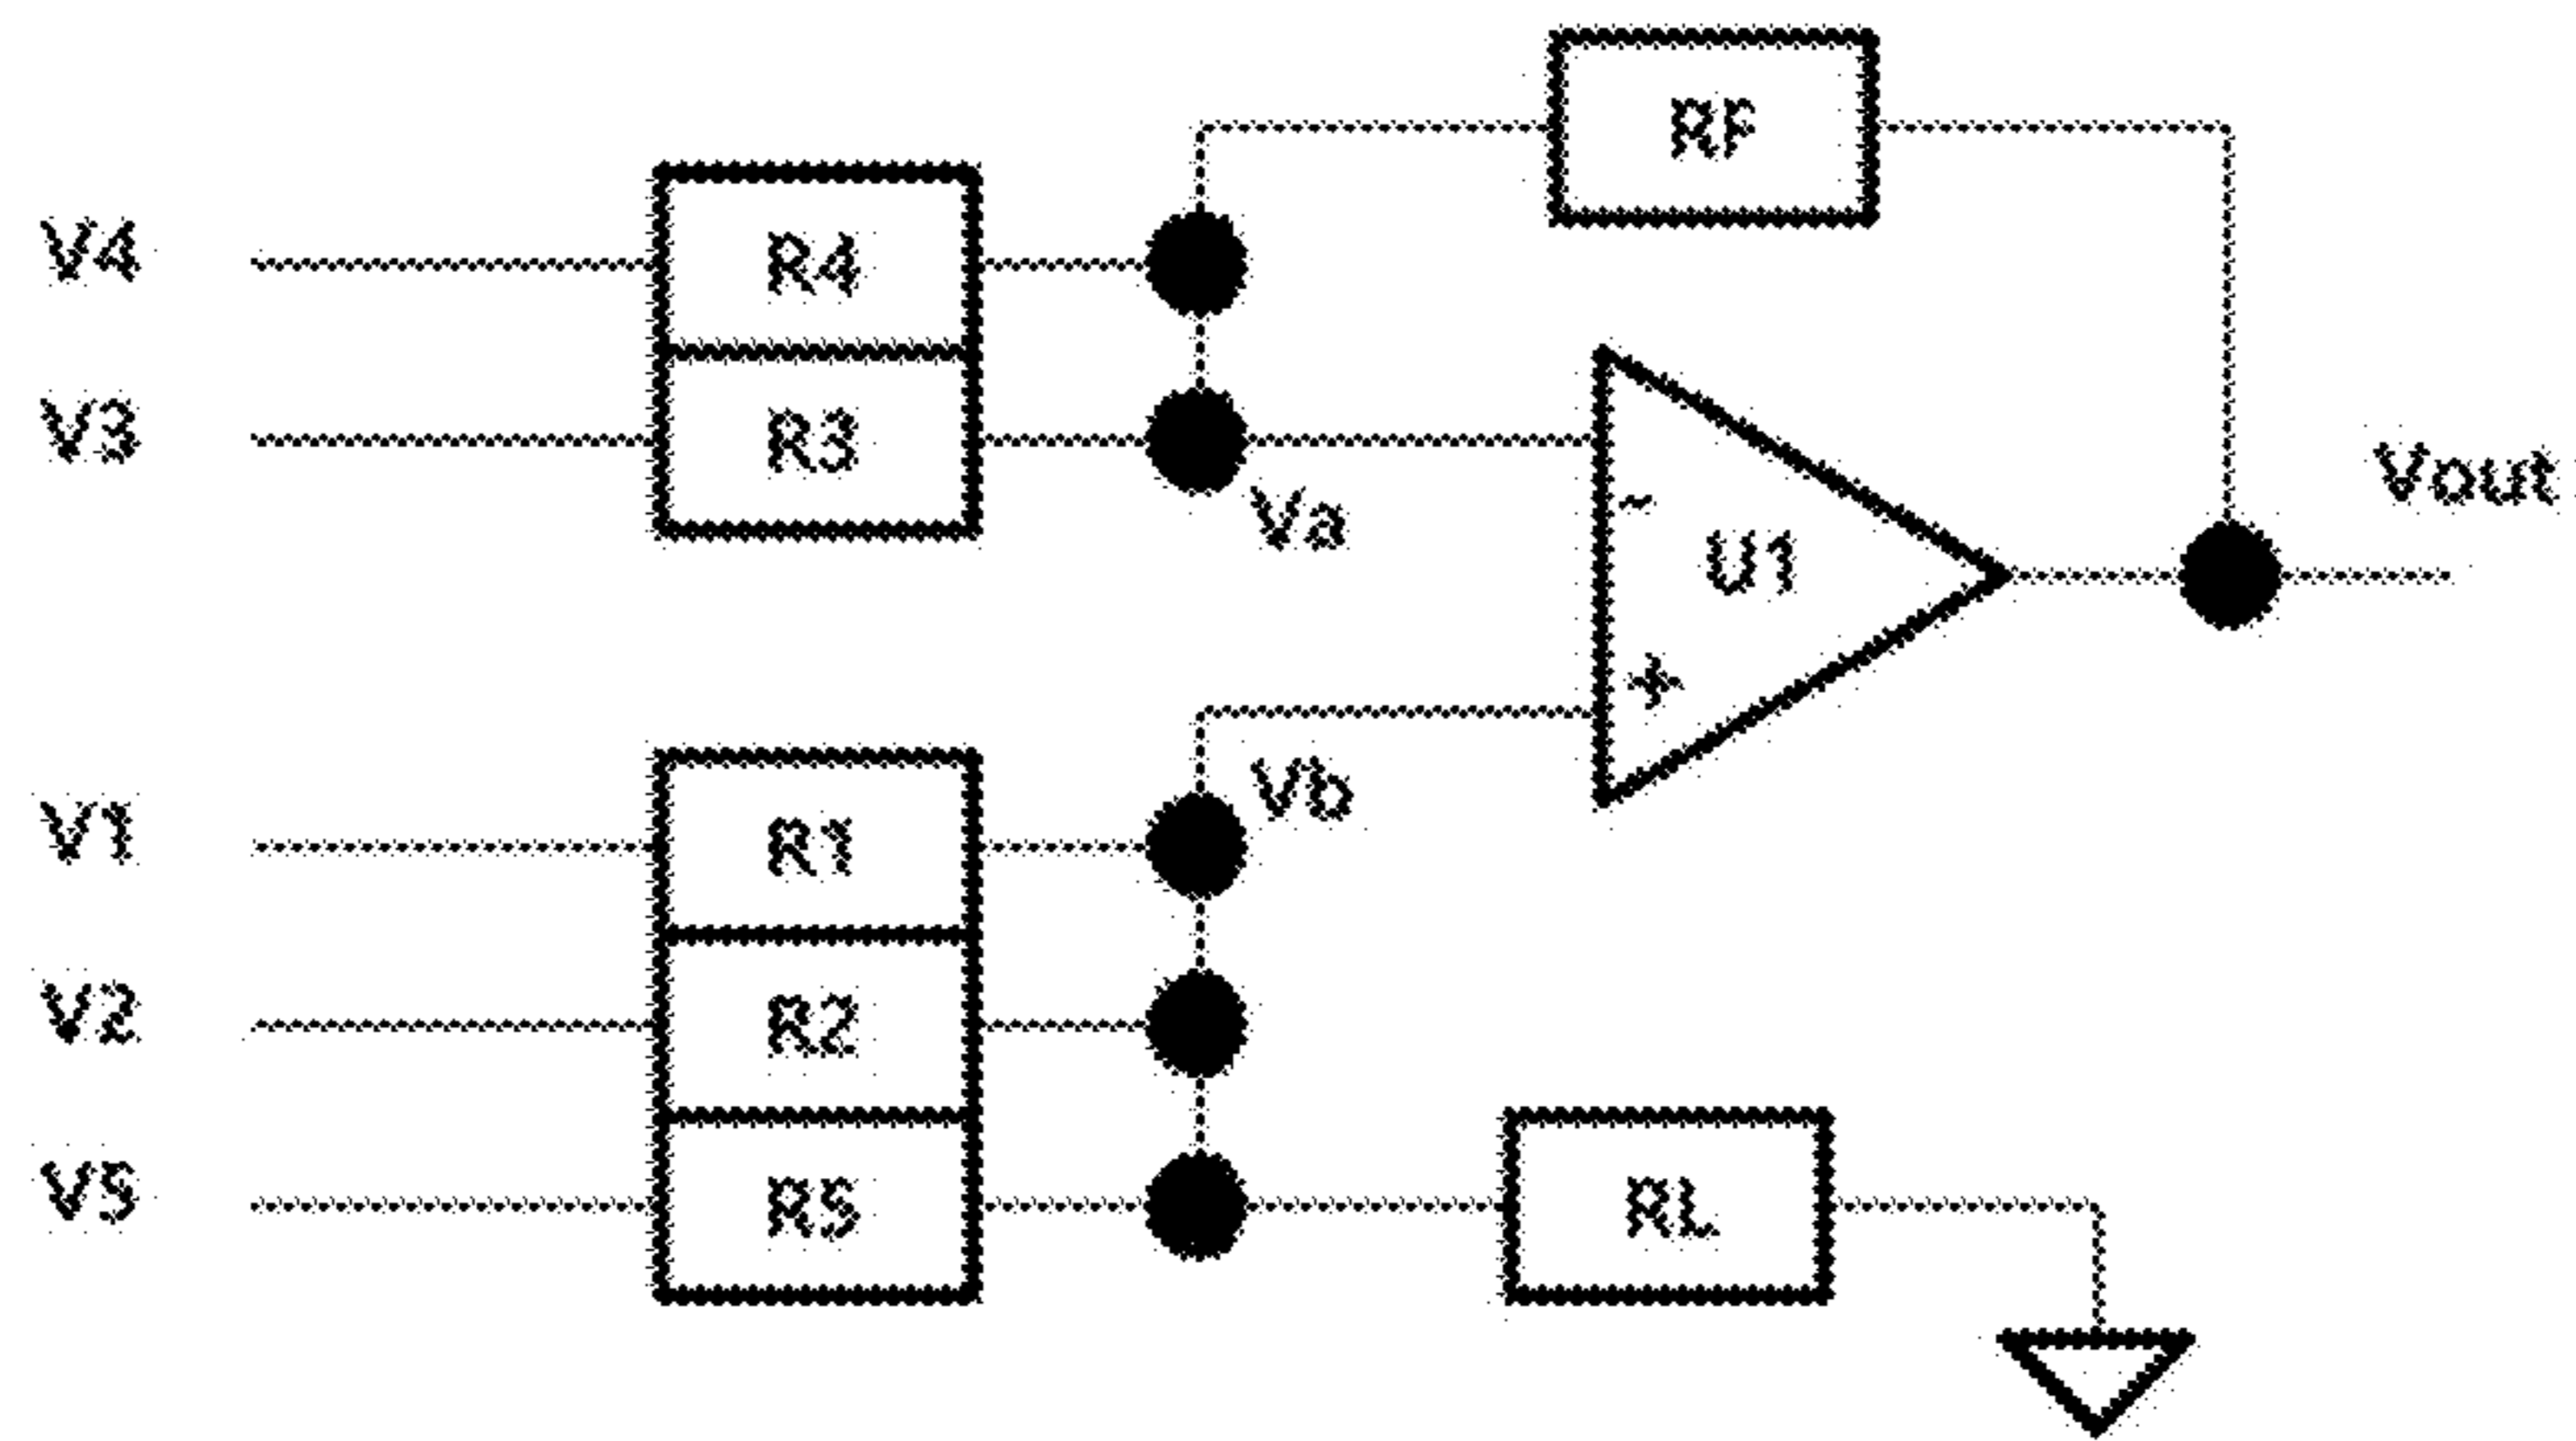 RF
V4 R4
V3 R3
Vout
Va
-
U1
+
Vb
V1 R1
V2 R2
V5 R5 RL